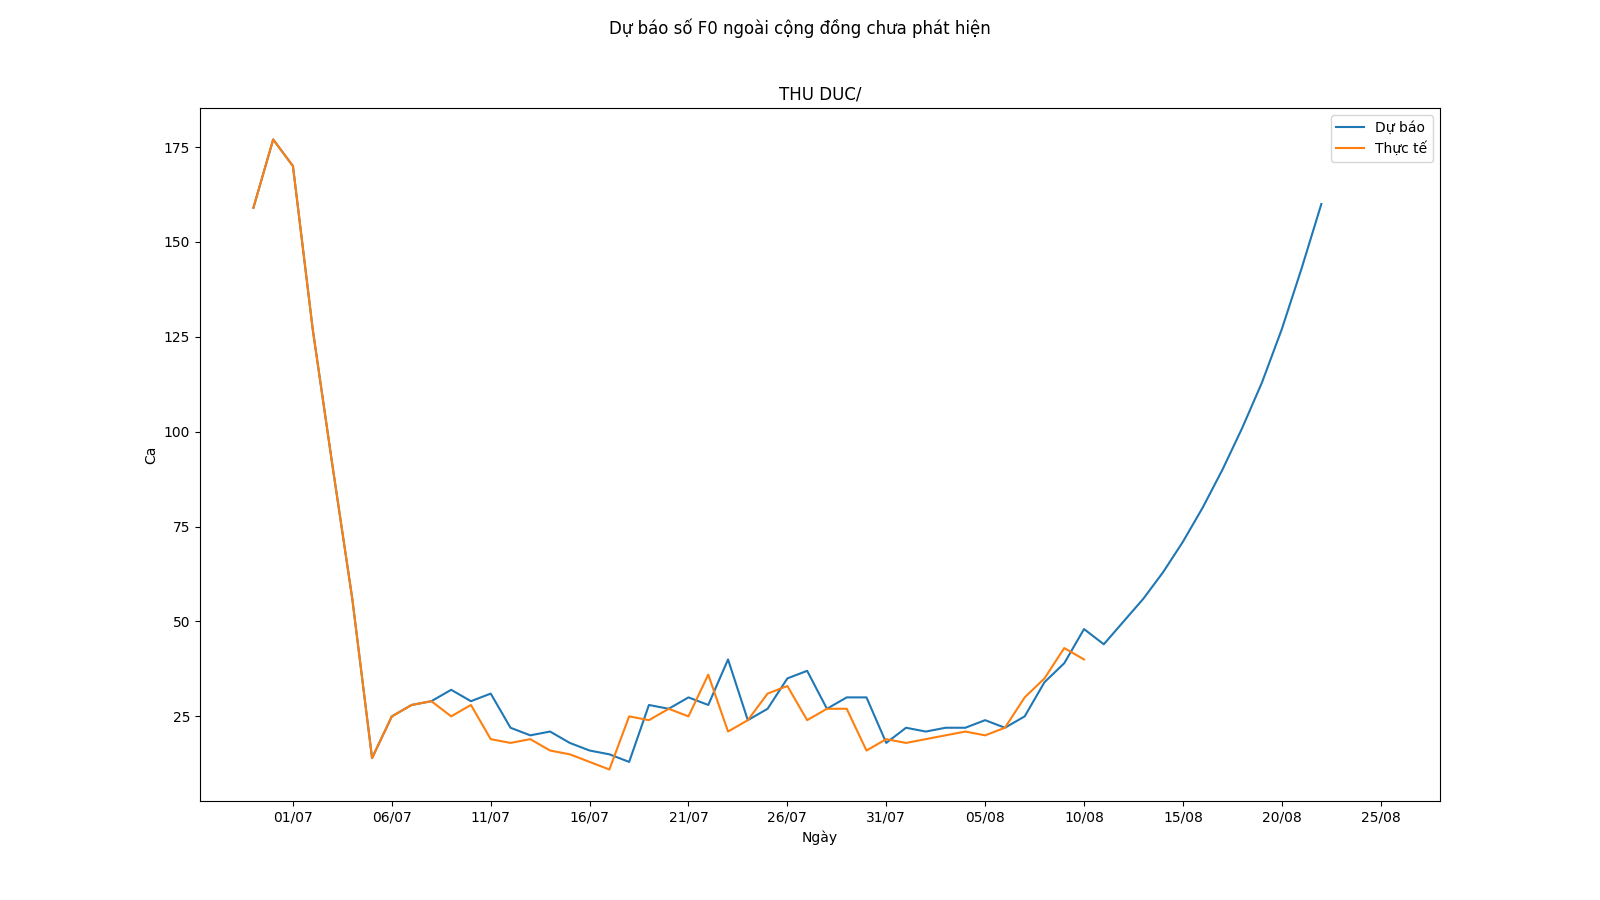 Dự báo số F0 ngoài cộng đồng chưa phát hiện
THU DUC/
Dự báo
Thực tế
175
150
125
100
75
50
25
Ca
01/07 06/07 11/07 16/07 21/07 26/07 31/07 05/08 10/08 15/08 20/08 25/08
Ngày